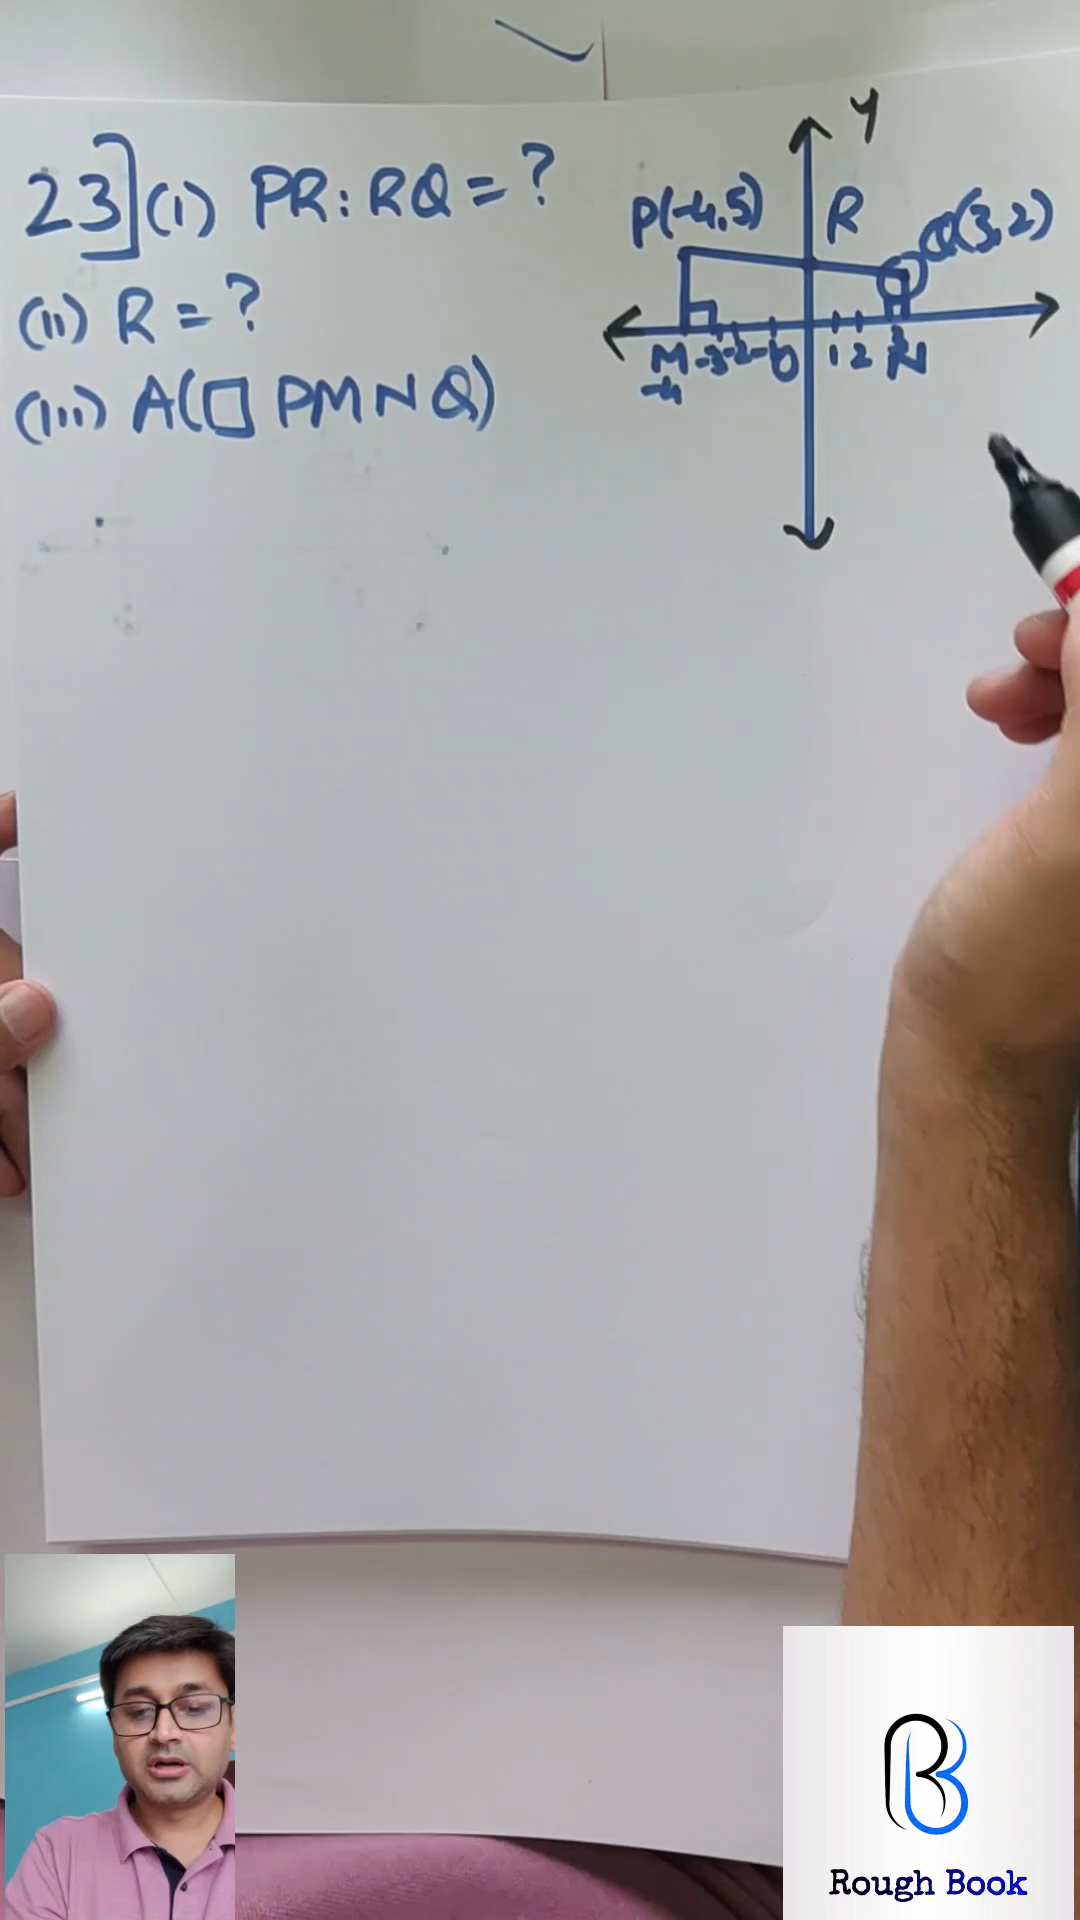 23] (i) PR : RQ = ?
(ii) R = ?
(iii) A(□ PMNQ)
Y
P(-4,5) R Q(3,2)
M -3 -2 -1 0 1 2 3 N
-4
Rough Book